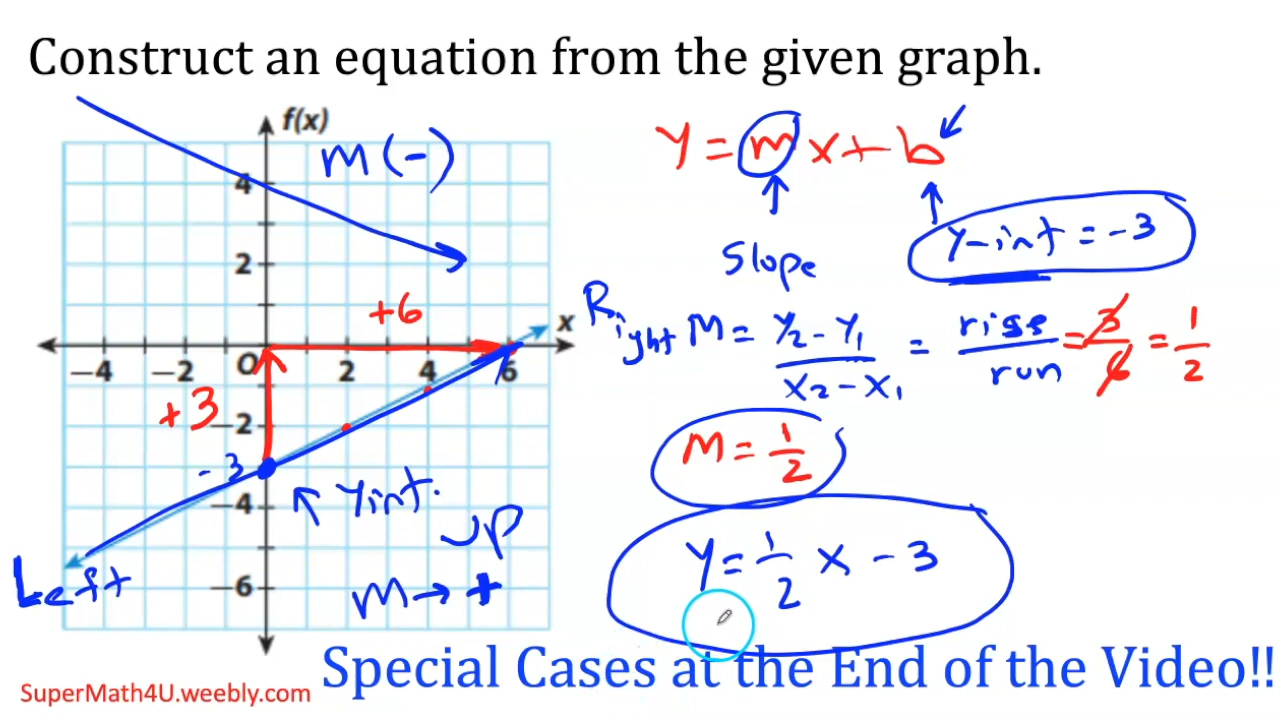 Construct an equation from the given graph.
f(x)
m (-)
y = m x + b
4
2
Slope
y-int = -3
+6
x
Right M = y₂ - y₁ / x₂ - x₁ = rise / run = 3 / 6 = 1 / 2
-4 -2 O 2 4 6
+3
-2
M = 1/2
-3
-4
y int.
UP
y = 1/2 x - 3
Left
-6
m → +
Special Cases at the End of the Video!!
SuperMath4U.weebly.com